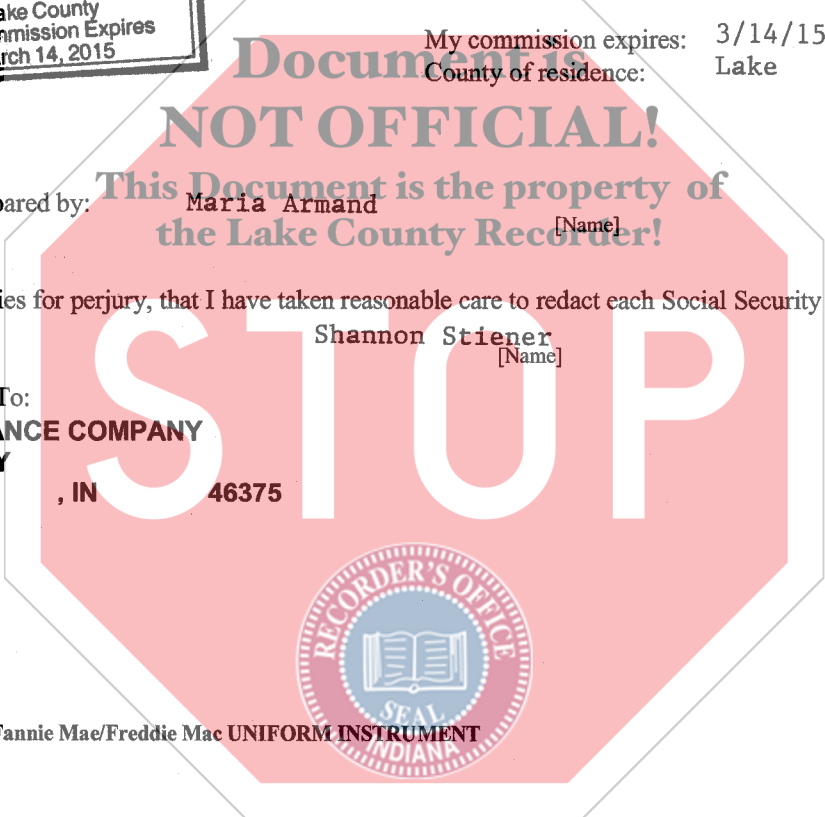 ake County
mmission Expires
rch 14, 2015
My commission expires: 3/14/15
County of residence: Lake
Document is
NOT OFFICIAL!
This Document is the property of
the Lake County Recorder!
pared by: Maria Armand
[Name]
ies for perjury, that I have taken reasonable care to redact each Social Security
Shannon Stiener
[Name]
STOP
To:
ANCE COMPANY
Y
, IN 46375
RECORDER'S OFFICE
SEAL
INDIANA
Fannie Mae/Freddie Mac UNIFORM INSTRUMENT